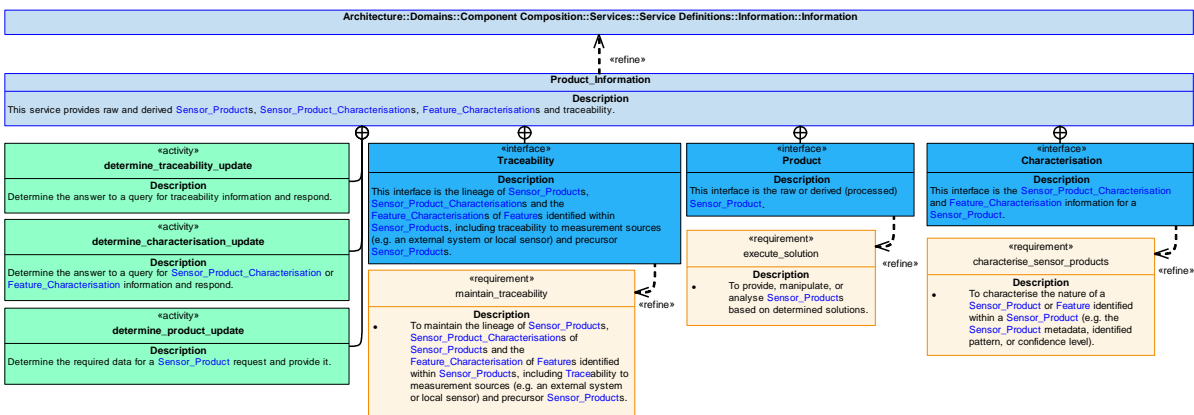 Architecture::Domains::Component Composition::Services::Service Definitions::Information::Information
«refine»
Product_Information
Description
This service provides raw and derived Sensor_Products, Sensor_Product_Characterisations, Feature_Characterisations and traceability.
«activity»
determine_traceability_update
Description
Determine the answer to a query for traceability information and respond.
«activity»
determine_characterisation_update
Description
Determine the answer to a query for Sensor_Product_Characterisation or
Feature_Characterisation information and respond.
«activity»
determine_product_update
Description
Determine the required data for a Sensor_Product request and provide it.
«interface»
Traceability
Description
This interface is the lineage of Sensor_Products,
Sensor_Product_Characterisations and the
Feature_Characterisations of Features identified within
Sensor_Products, including traceability to measurement sources
(e.g. an external system or local sensor) and precursor
Sensor_Products.
«refine»
«requirement»
maintain_traceability
Description
• To maintain the lineage of Sensor_Products,
Sensor_Product_Characterisations of
Sensor_Products and the
Feature_Characterisation of Features identified
within Sensor_Products, including Traceability to
measurement sources (e.g. an external system
or local sensor) and precursor Sensor_Products.
«interface»
Product
Description
This interface is the raw or derived (processed)
Sensor_Product.
«refine»
«requirement»
execute_solution
Description
• To provide, manipulate, or
analyse Sensor_Products
based on determined solutions.
«interface»
Characterisation
Description
This interface is the Sensor_Product_Characterisation
and Feature_Characterisation information for a
Sensor_Product.
«refine»
«requirement»
characterise_sensor_products
Description
• To characterise the nature of a
Sensor_Product or Feature identified
within a Sensor_Product (e.g. the
Sensor_Product metadata, identified
pattern, or confidence level).